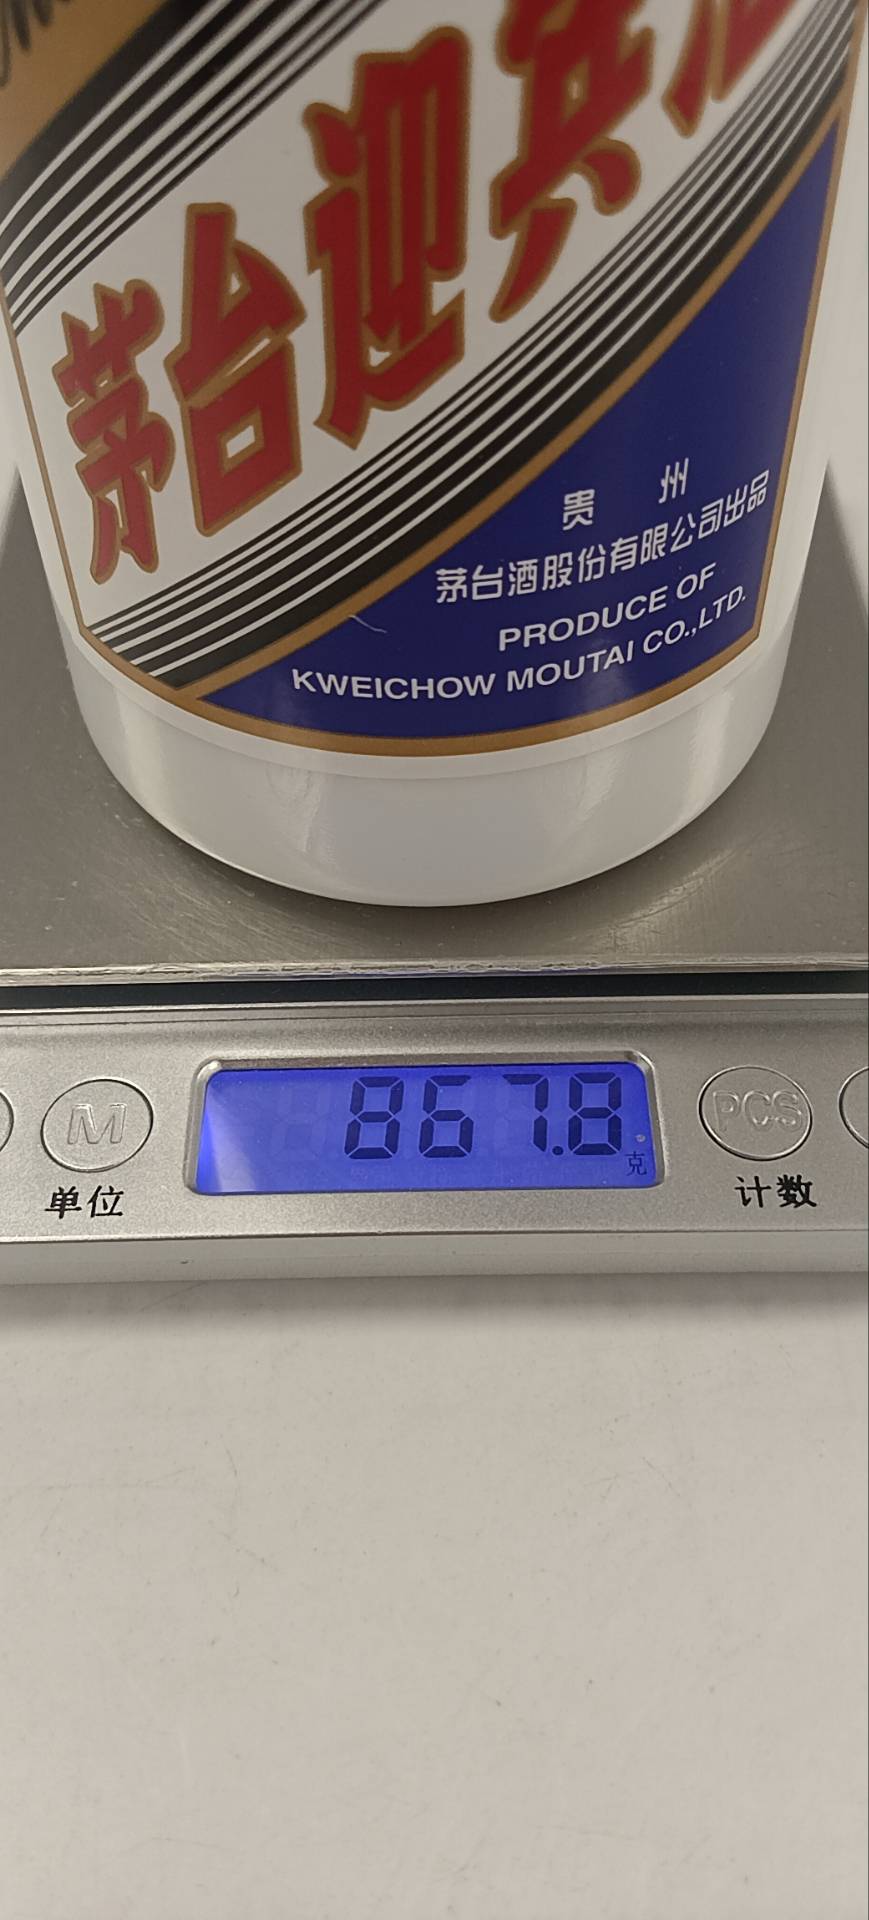 茅台迎宾酒
贵 州
茅台酒股份有限公司出品
PRODUCE OF
KWEICHOW MOUTAI CO.,LTD.
867.8
克
M
PCS
单位
计数